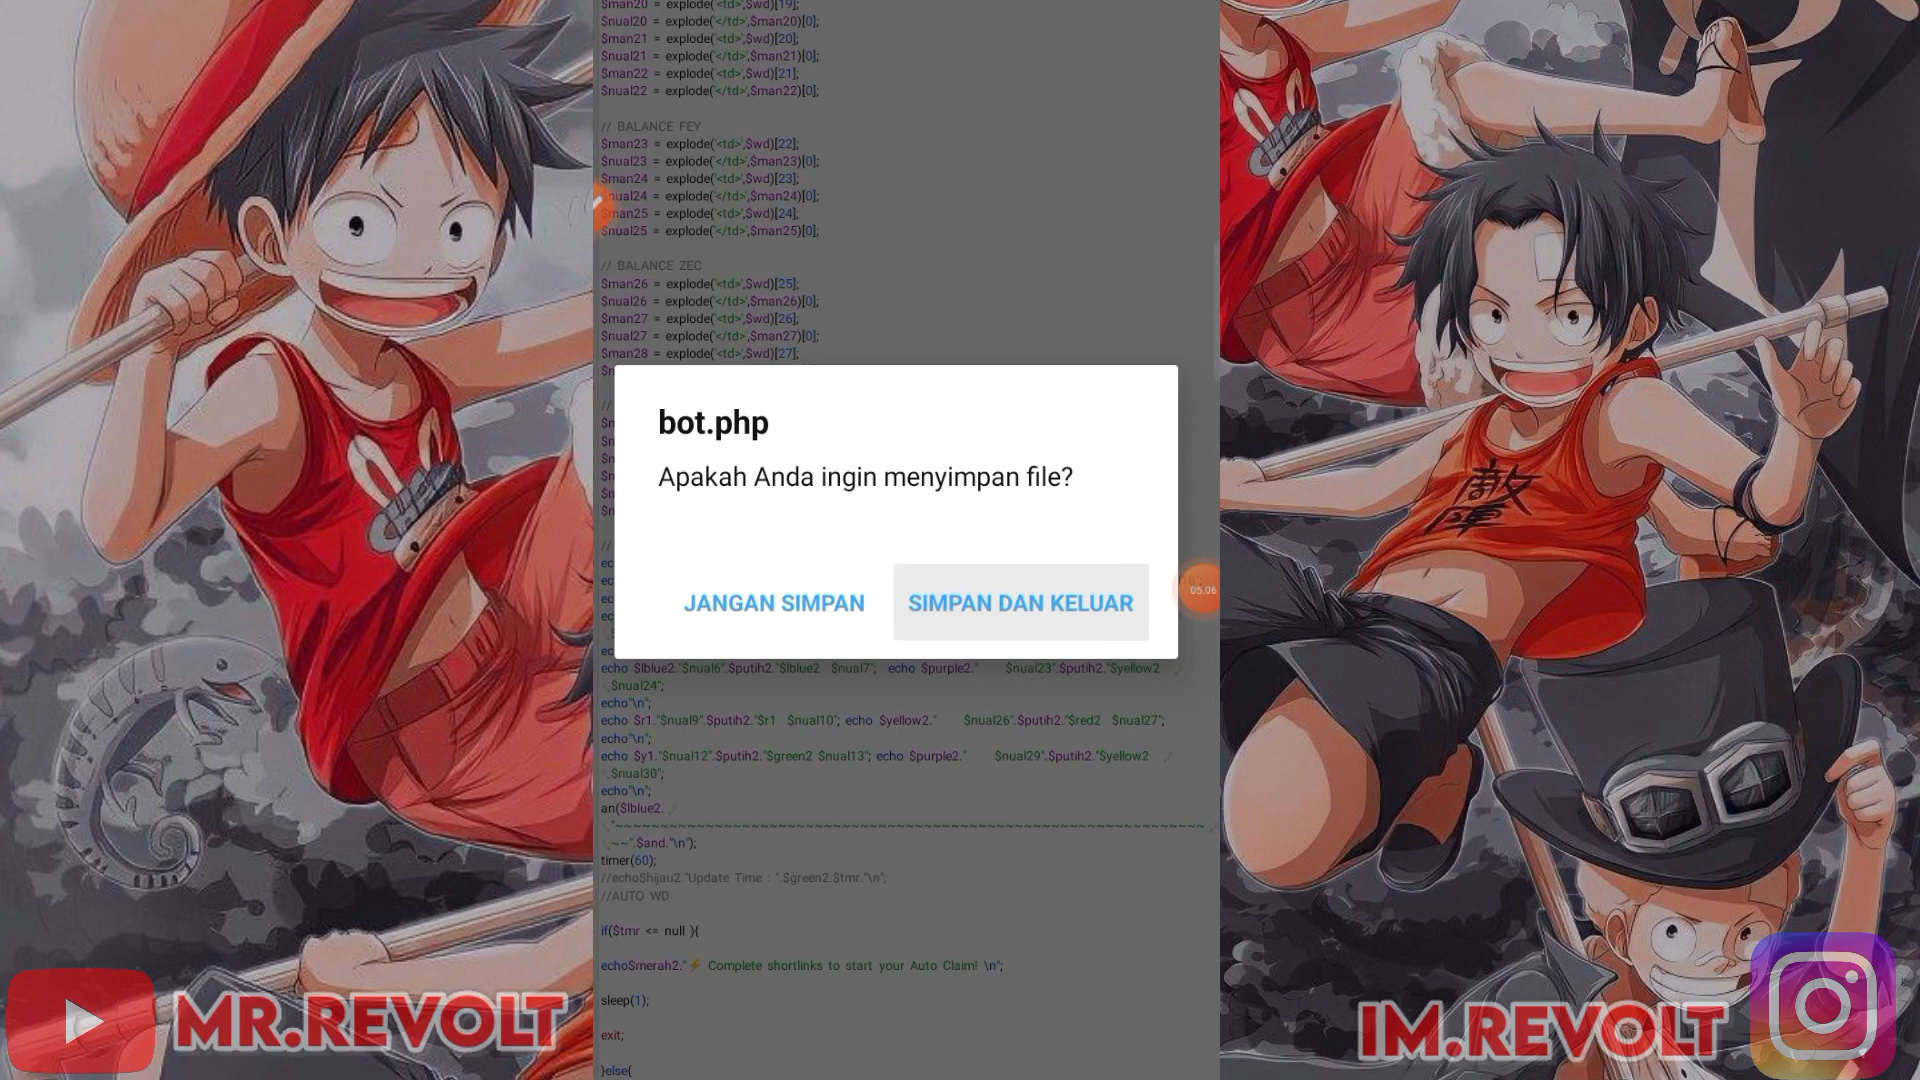 $man20 = explode('<td>',$wd)[19];
$nual20 = explode('</td>',$man20)[0];
$man21 = explode('<td>',$wd)[20];
$nual21 = explode('</td>',$man21)[0];
$man22 = explode('<td>',$wd)[21];
$nual22 = explode('</td>',$man22)[0];
// BALANCE FEY
$man23 = explode('<td>',$wd)[22];
$nual23 = explode('</td>',$man23)[0];
$man24 = explode('<td>',$wd)[23];
$nual24 = explode('</td>',$man24)[0];
$man25 = explode('<td>',$wd)[24];
$nual25 = explode('</td>',$man25)[0];
// BALANCE ZEC
$man26 = explode('<td>',$wd)[25];
$nual26 = explode('</td>',$man26)[0];
$man27 = explode('<td>',$wd)[26];
$nual27 = explode('</td>',$man27)[0];
$man28 = explode('<td>',$wd)[27];
bot.php
Apakah Anda ingin menyimpan file?
JANGAN SIMPAN
SIMPAN DAN KELUAR
05.06
echo $lblue2."$nual6".$putih2."$lblue2 $nual7"; echo $purple2." $nual23".$putih2."$yellow2
$nual24";
echo"\n";
echo $r1."$nual9".$putih2."$r1 $nual10"; echo $yellow2." $nual26".$putih2."$red2 $nual27";
echo"\n";
echo $y1."$nual12".$putih2."$green2 $nual13"; echo $purple2." $nual29".$putih2."$yellow2
$nual30";
echo"\n";
an($lblue2.
~~".$and."\n");
timer(60);
//echo$hijau2."Update Time : ".$green2.$tmr."\n";
//AUTO WD
if($tmr <= null ){
echo$merah2."⚡ Complete shortlinks to start your Auto Claim! \n";
sleep(1);
exit;
}else{
MR.REVOLT
IM.REVOLT